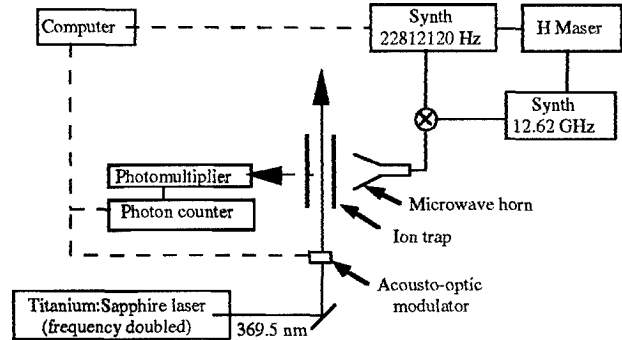 Computer
Synth
22812120 Hz
H Maser
Synth
12.62 GHz
Photomultiplier
Photon counter
Microwave horn
Ion trap
Acousto-optic
modulator
Titanium:Sapphire laser
(frequency doubled)
369.5 nm